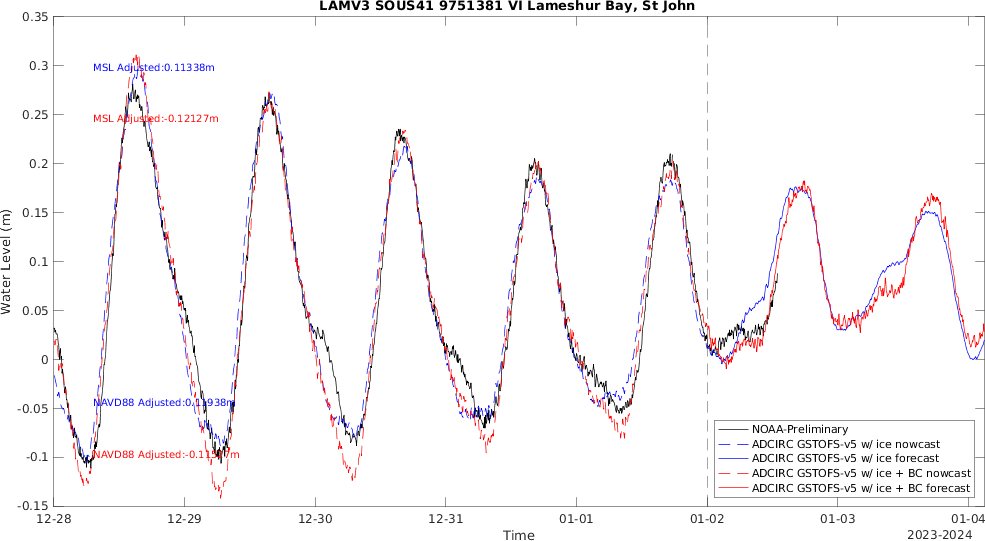 LAMV3 SOUS41 9751381 VI Lameshur Bay, St John
0.35
0.3
0.25
0.2
0.15
0.1
0.05
0
-0.05
-0.1
-0.15
Water Level (m)
MSL Adjusted:0.11338m
MSL Adjusted:-0.12127m
NAVD88 Adjusted:0.11938m
NAVD88 Adjusted:-0.11527m
NOAA-Preliminary
ADCIRC GSTOFS-v5 w/ ice nowcast
ADCIRC GSTOFS-v5 w/ ice forecast
ADCIRC GSTOFS-v5 w/ ice + BC nowcast
ADCIRC GSTOFS-v5 w/ ice + BC forecast
12-28 12-29 12-30 12-31 01-01 01-02 01-03 01-04
Time
2023-2024